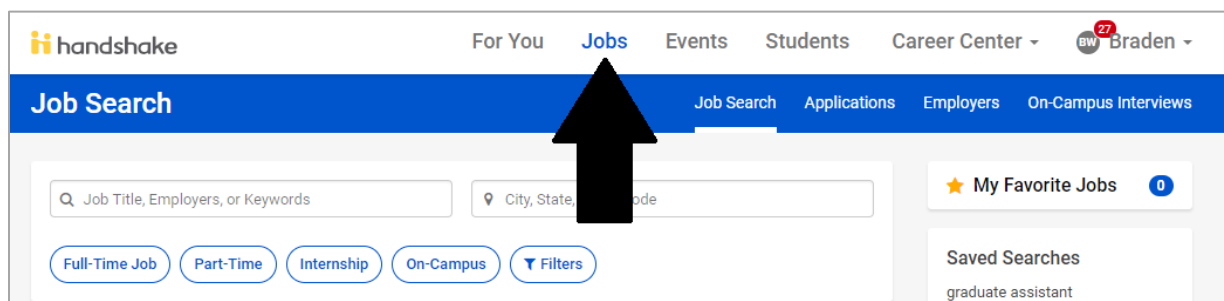 handshake
For You Jobs Events Students Career Center BW 27 Braden
Job Search
Job Search Applications Employers On-Campus Interviews
Job Title, Employers, or Keywords
City, State, ode
Full-Time Job Part-Time Internship On-Campus Filters
My Favorite Jobs 0
Saved Searches
graduate assistant